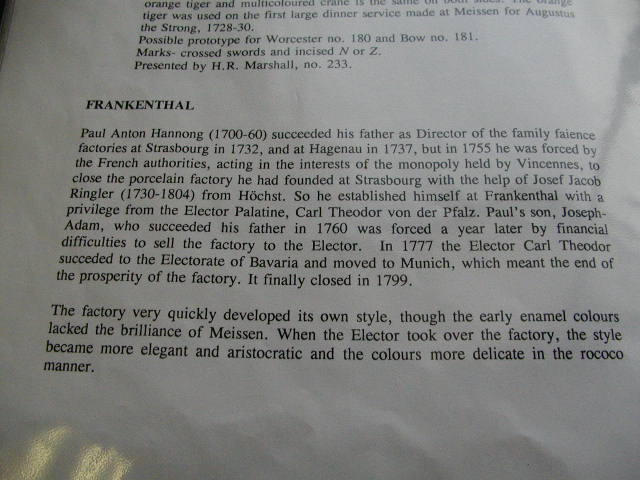 orange tiger and multicoloured crane is the same on both sides. The orange
tiger was used on the first large dinner service made at Meissen for Augustus
the Strong, 1728-30.
Possible prototype for Worcester no. 180 and Bow no. 181.
Marks- crossed swords and incised N or Z.
Presented by H.R. Marshall, no. 233.
FRANKENTHAL
Paul Anton Hannong (1700-60) succeeded his father as Director of the family faience
factories at Strasbourg in 1732, and at Hagenau in 1737, but in 1755 he was forced by
the French authorities, acting in the interests of the monopoly held by Vincennes, to
close the porcelain factory he had founded at Strasbourg with the help of Josef Jacob
Ringler (1730-1804) from Höchst. So he established himself at Frankenthal with a
privilege from the Elector Palatine, Carl Theodor von der Pfalz. Paul's son, Joseph-
Adam, who succeeded his father in 1760 was forced a year later by financial
difficulties to sell the factory to the Elector. In 1777 the Elector Carl Theodor
succeded to the Electorate of Bavaria and moved to Munich, which meant the end of
the prosperity of the factory. It finally closed in 1799.
The factory very quickly developed its own style, though the early enamel colours
lacked the brilliance of Meissen. When the Elector took over the factory, the style
became more elegant and aristocratic and the colours more delicate in the rococo
manner.